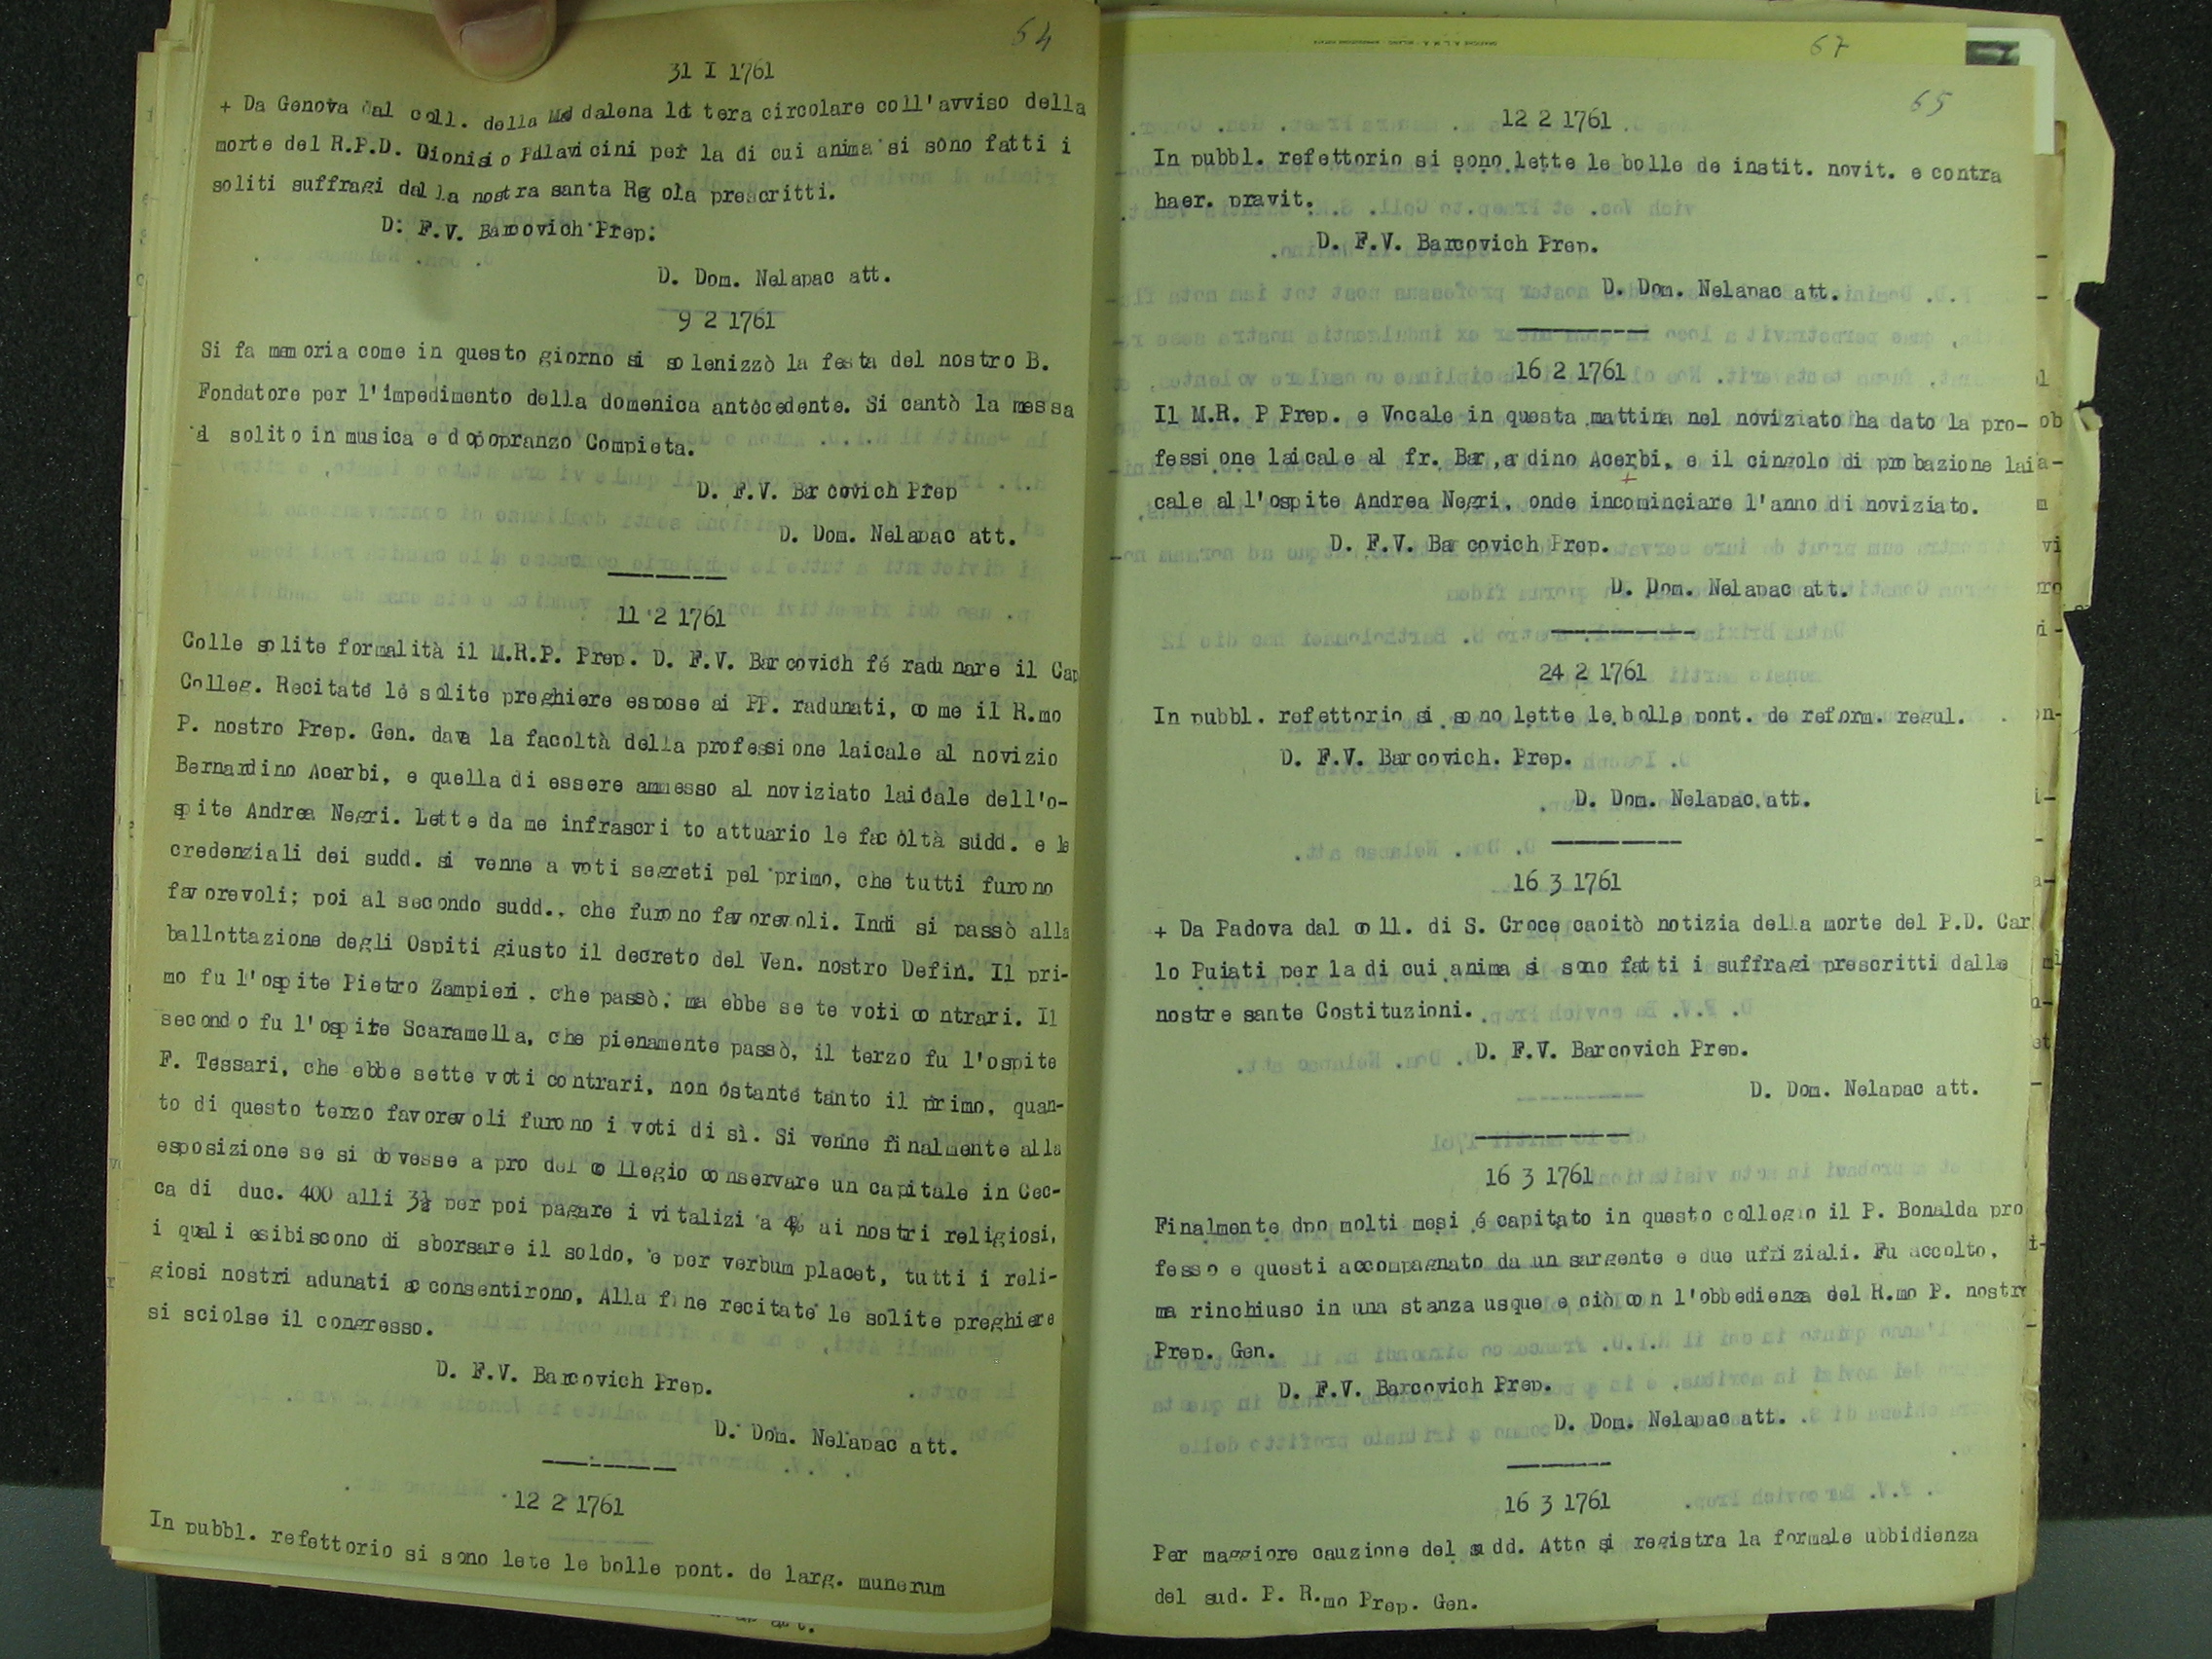 64
31 I 1761
+ Da Genova dal coll. della Maddalena lettera circolare coll'avviso della
morte del R.P.D. Dionisio Pallavicini per la di cui anima si sono fatti i
soliti suffragi dalla nostra santa Regola prescritti.
D. F.V. Barcovich Prep.
D. Dom. Nelapac att.
9 2 1761
Si fa memoria come in questo giorno si solenizzò la festa del nostro B.
Fondatore per l'impedimento della domenica antecedente. Si cantò la messa
al solito in musica e dopopranzo Compieta.
D. F.V. Barcovich Prep
D. Dom. Nelapac att.
11 2 1761
Colle solite formalità il M.R.P. Prep. D. F.V. Barcovich fé radunare il Cap
Colleg. Recitate le solite preghiere espose ai PP. radunati, come il R.mo
P. nostro Prep. Gen. dava la facoltà della professione laicale al novizio
Bernardino Acerbi, e quella di essere ammesso al noviziato laicale dell'o-
spite Andrea Negri. Lette da me infrascritto attuario le facoltà sudd. e le
credenziali dei sudd. si venne a voti segreti pel primo, che tutti furono
favorevoli; poi al secondo sudd., che furono favorevoli. Indi si passò alla
ballottazione degli Ospiti giusto il decreto del Ven. nostro Defin. Il pri-
mo fu l'ospite Pietro Zampieri, che passò, ma ebbe sette voti contrari. Il
secondo fu l'ospite Scaramella, che pienamente passò, il terzo fu l'ospite
F. Tessari, che ebbe sette voti contrari, non ostante tanto il primo, quan-
to di questo terzo favorevoli furono i voti di sì. Si venne finalmente alla
esposizione se si dovesse a pro del collegio conservare un capitale in Cec-
ca di duc. 400 alli 3½ per poi pagare i vitalizi a 4% ai nostri religiosi,
i quali esibiscono di sborsare il soldo, e per verbum placet, tutti i reli-
giosi nostri adunati acconsentirono, Alla fine recitate le solite preghiere
si sciolse il congresso.
D. F.V. Barcovich Prep.
D. Dom. Nelapac att.
12 2 1761
In pubbl. refettorio si sono lete le bolle pont. de larg. munerum
67
65
12 2 1761
In pubbl. refettorio si sono lette le bolle de instit. novit. e contra
haer. pravit.
D. F.V. Barcovich Prep.
D. Dom. Nelapac att.
16 2 1761
Il M.R. P Prep. e Vocale in questa mattina nel noviziato ha dato la pro-
fessione laicale al fr. Bernardino Acerbi, e il cingolo di probazione lai
cale all'ospite Andrea Negri, onde incominciare l'anno di noviziato.
D. F.V. Barcovich Prep.
D. Dom. Nelapac att.
24 2 1761
In pubbl. refettorio si sono lette le bolle pont. de reform. regul.
D. F.V. Barcovich. Prep.
D. Dom. Nelapac att.
16 3 1761
+ Da Padova dal coll. di S. Croce capitò notizia della morte del P.D. Car
lo Puiati per la di cui anima si sono fatti i suffragi prescritti dalle
nostre sante Costituzioni.
D. F.V. Barcovich Prep.
D. Dom. Nelapac att.
16 3 1761
Finalmente dpo molti mesi é capitato in questo collegio il P. Bonalda pro
fesso e questi accompagnato da un sargente e due uffiziali. Fu accolto,
ma rinchiuso in una stanza usque e ciò con l'obbedienza del R.mo P. nostro
Prep. Gen.
D. F.V. Barcovich Prep.
D. Dom. Nelapac att.
16 3 1761
Per maggiore cauzione del sudd. Atto si registra la formale ubbidienza
del sud. P. R.mo Prep. Gen.